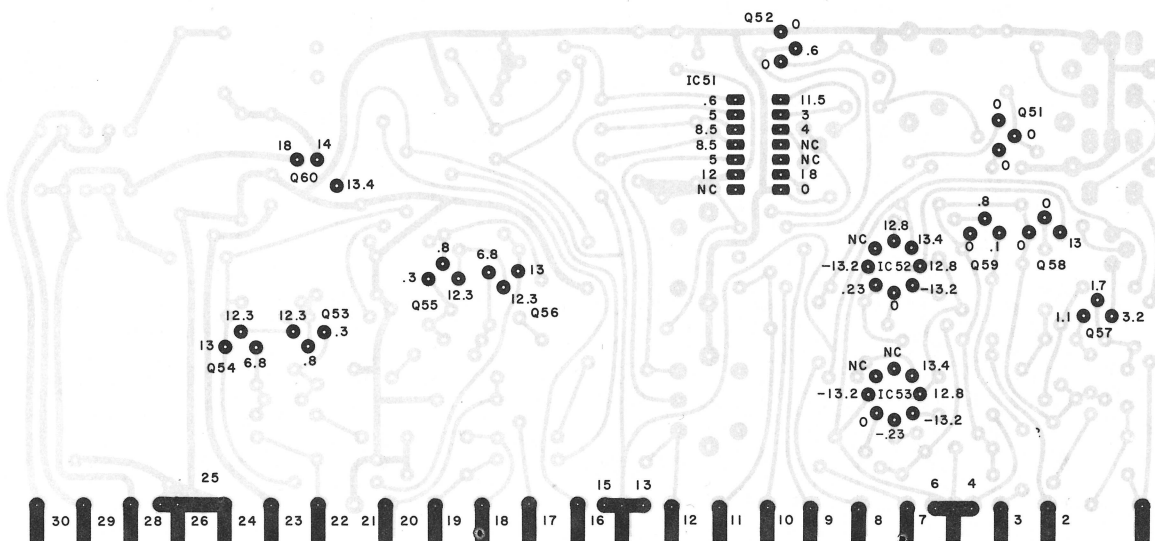 Q52 0
.6
0
IC51
.6 11.5
5 3
8.5 4
8.5 NC
5 NC
12 18
NC 0
0
Q51
0
0
18 14
Q60
13.4
.8
0 .1
Q59
0
0 13
Q58
12.8
NC 13.4
-13.2 IC52 12.8
.23 -13.2
0
.8
.3 12.3
Q55
6.8 13
12.3
Q56
1.7
1.1 3.2
Q57
12.3
13 6.8
Q54
12.3 Q53
.3
.8
NC
NC 13.4
-13.2 IC53 12.8
0 -13.2
-.23
25 15 13 6 4
30 29 28 26 24 23 22 21 20 19 18 17 16 12 11 10 9 8 7 3 2